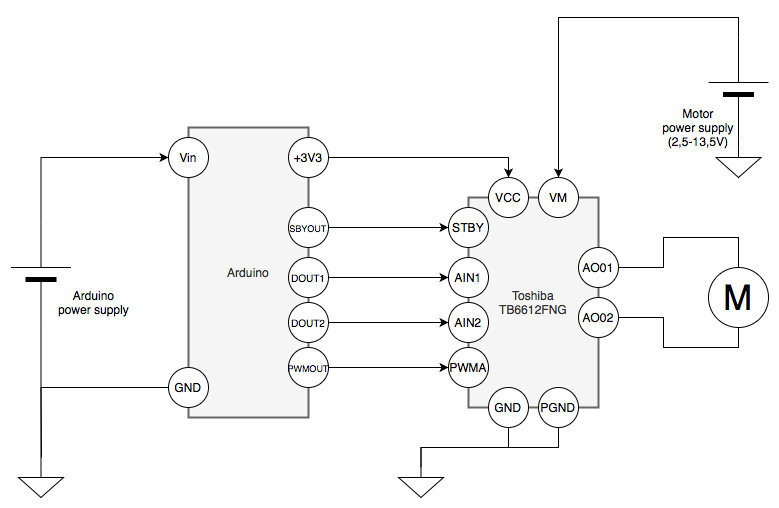 Motor
power supply
(2,5-13,5V)
Vin
+3V3
VCC
VM
SBYOUT
STBY
Arduino
DOUT1
AIN1
AO01
Arduino
power supply
Toshiba
TB6612FNG
M
DOUT2
AIN2
AO02
PWMOUT
PWMA
GND
GND
PGND